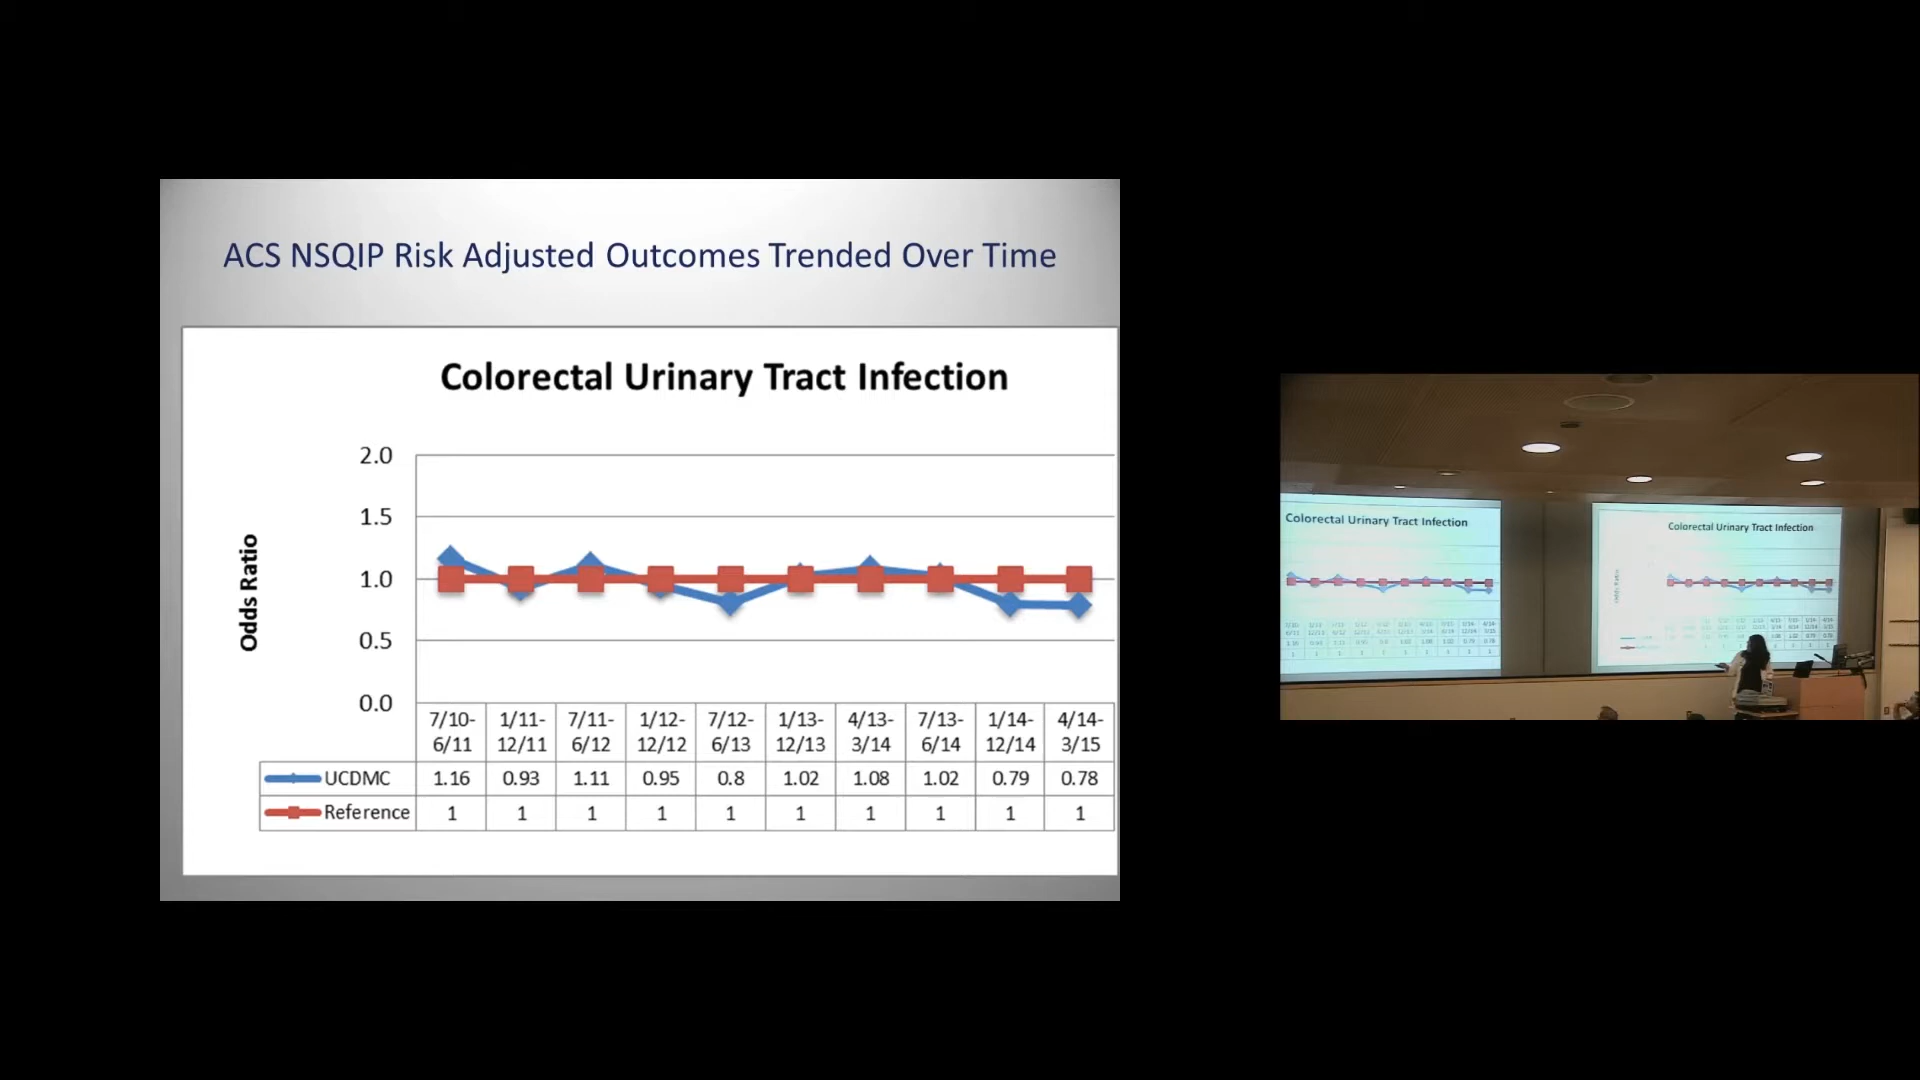 ACS NSQIP Risk Adjusted Outcomes Trended Over Time
Colorectal Urinary Tract Infection
Odds Ratio
2.0
1.5
1.0
0.5
0.0
7/10-6/11 1/11-12/11 7/11-6/12 1/12-12/12 7/12-6/13 1/13-12/13 4/13-3/14 7/13-6/14 1/14-12/14 4/14-3/15
UCDMC 1.16 0.93 1.11 0.95 0.8 1.02 1.08 1.02 0.79 0.78
Reference 1 1 1 1 1 1 1 1 1 1
Colorectal Urinary Tract Infection
Colorectal Urinary Tract Infection